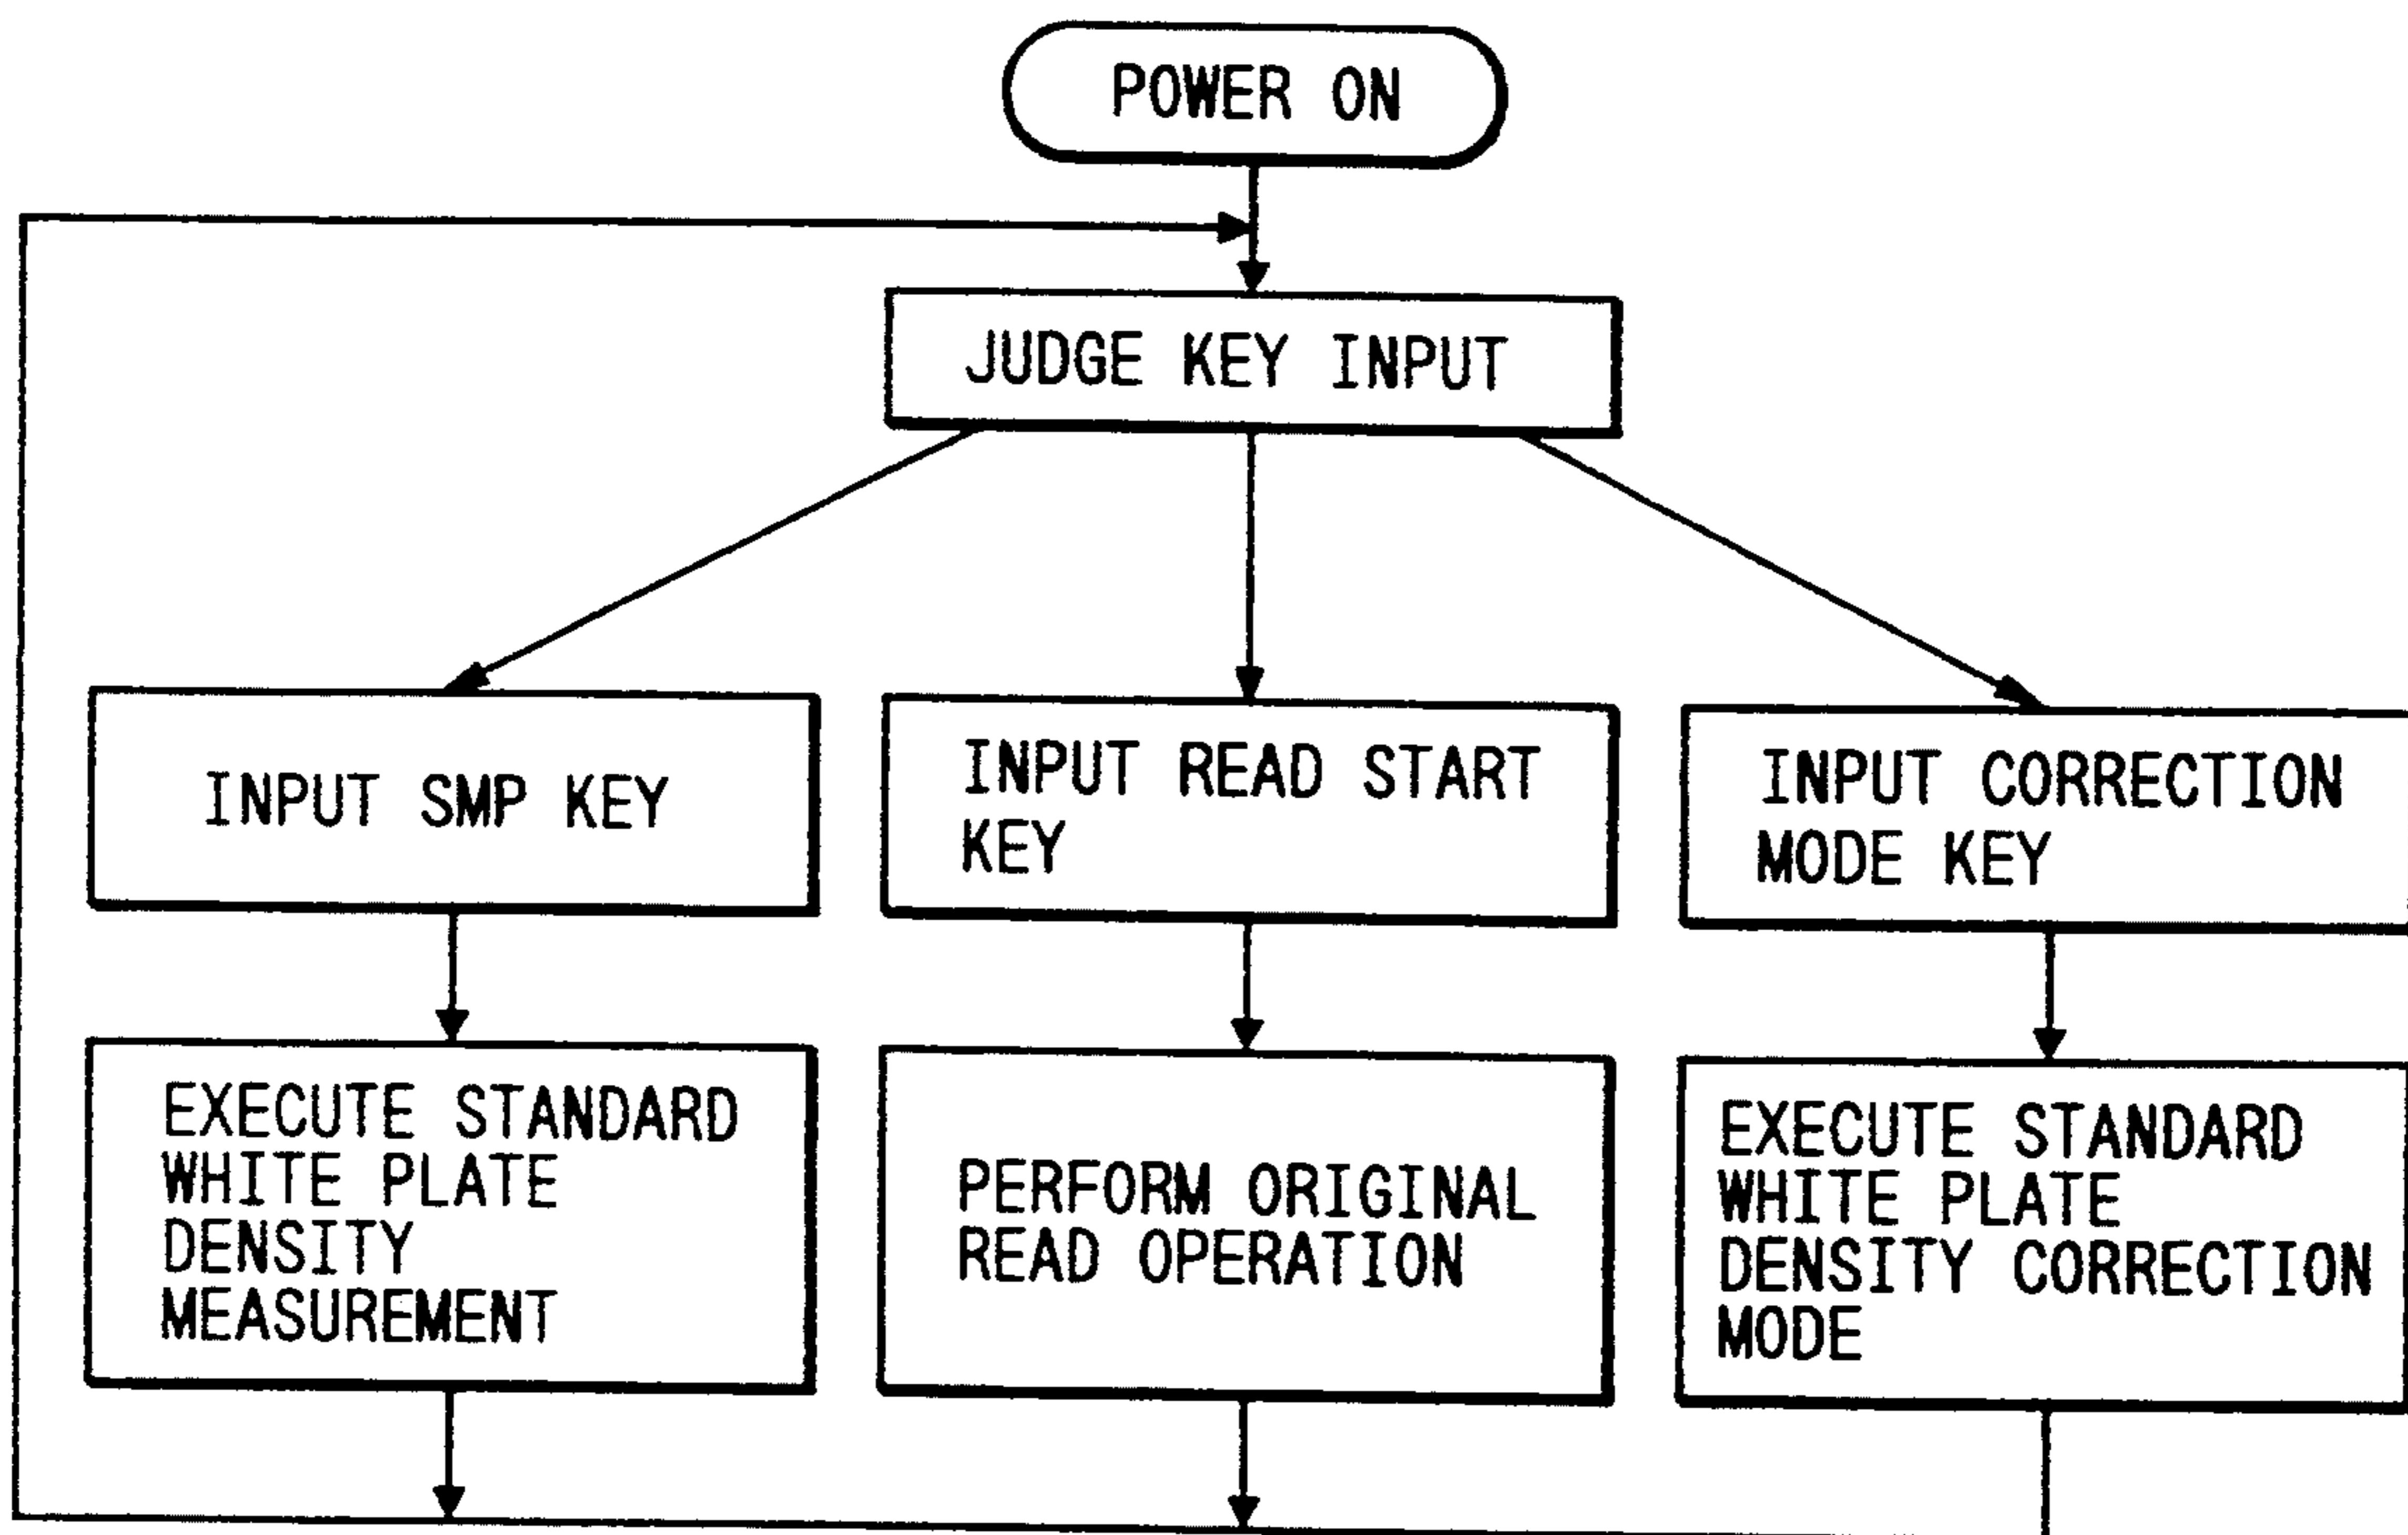 POWER ON
JUDGE KEY INPUT
INPUT SMP KEY
INPUT READ START
KEY
INPUT CORRECTION
MODE KEY
EXECUTE STANDARD
WHITE PLATE
DENSITY
MEASUREMENT
PERFORM ORIGINAL
READ OPERATION
EXECUTE STANDARD
WHITE PLATE
DENSITY CORRECTION
MODE